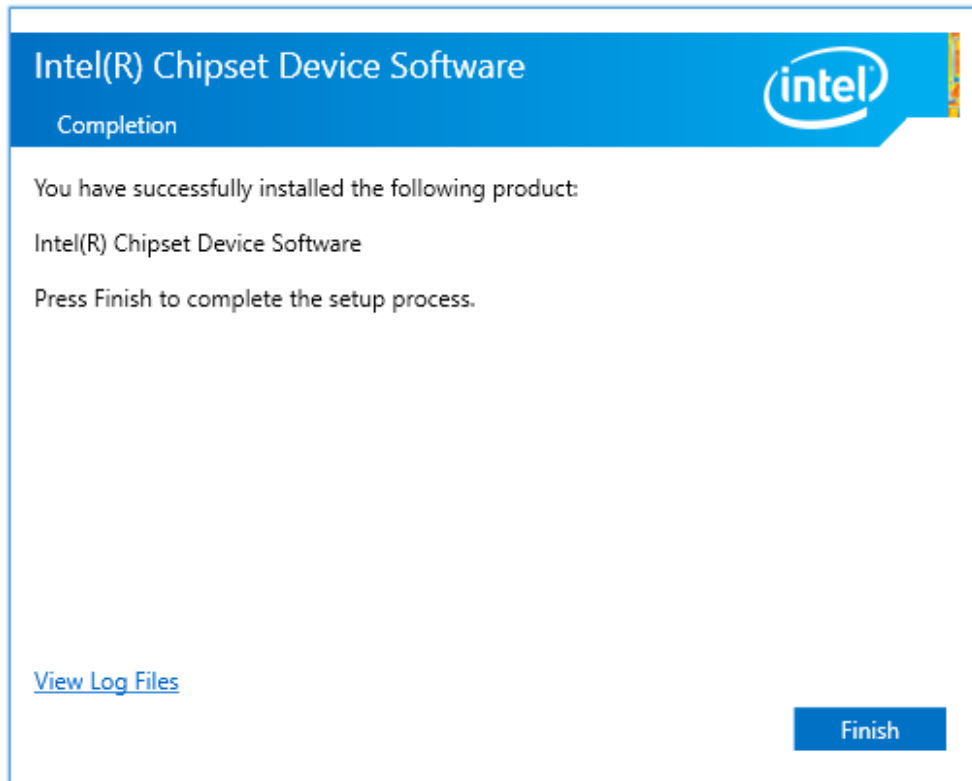 Intel(R) Chipset Device Software
intel
Completion
You have successfully installed the following product:
Intel(R) Chipset Device Software
Press Finish to complete the setup process.
View Log Files
Finish